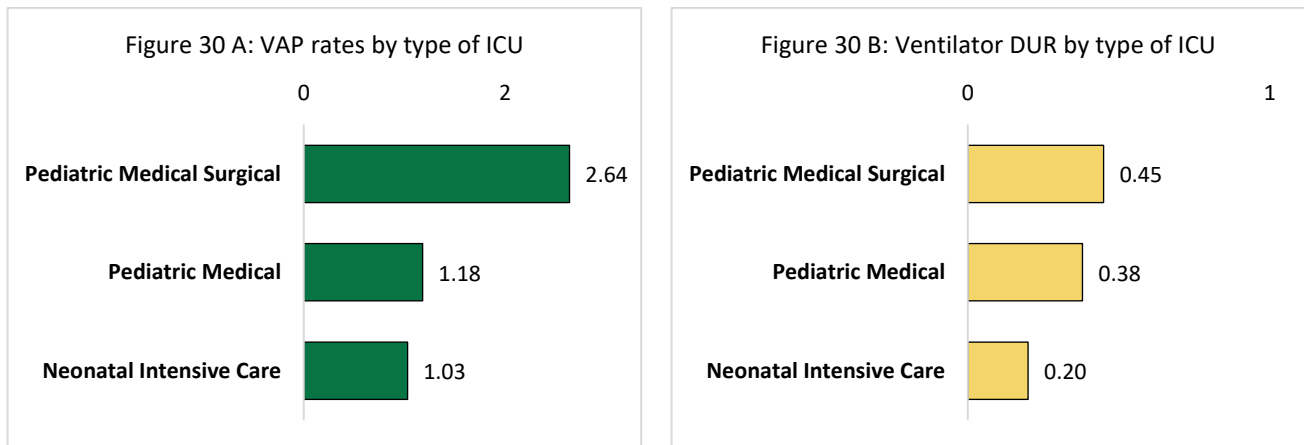 Figure 30 A: VAP rates by type of ICU
0 2
Pediatric Medical Surgical 2.64
Pediatric Medical 1.18
Neonatal Intensive Care 1.03
Figure 30 B: Ventilator DUR by type of ICU
0 1
Pediatric Medical Surgical 0.45
Pediatric Medical 0.38
Neonatal Intensive Care 0.20